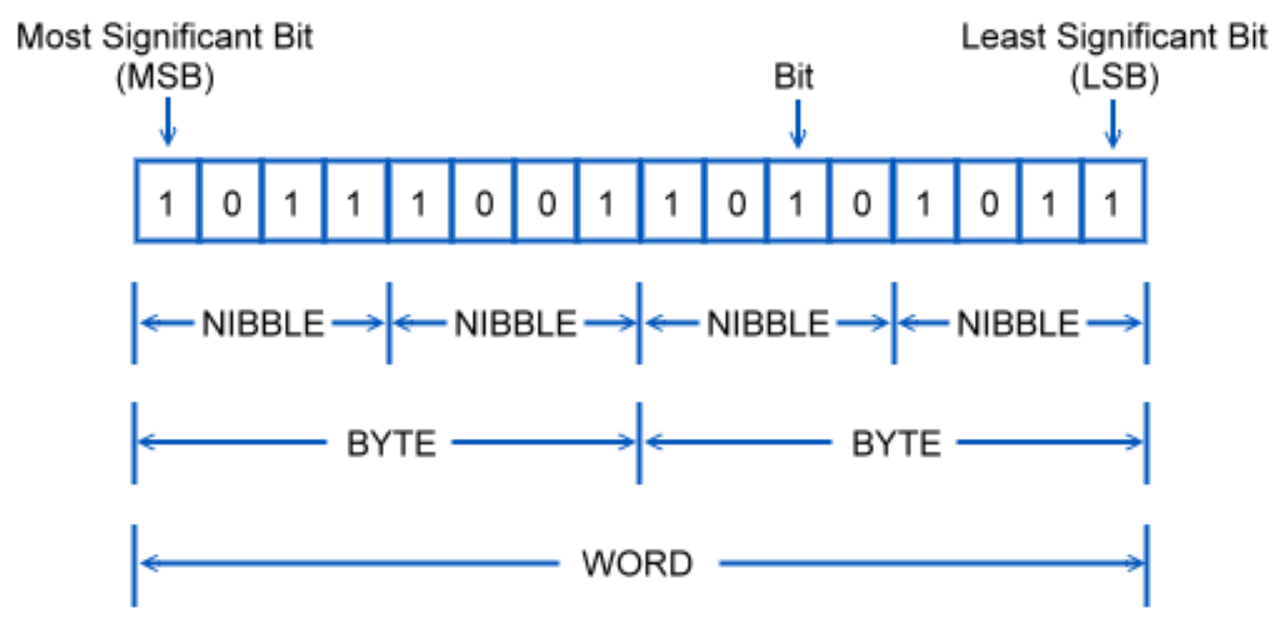 Most Significant Bit
(MSB)
Bit
Least Significant Bit
(LSB)
1 0 1 1 1 0 0 1 1 0 1 0 1 0 1 1
NIBBLE NIBBLE NIBBLE NIBBLE
BYTE BYTE
WORD